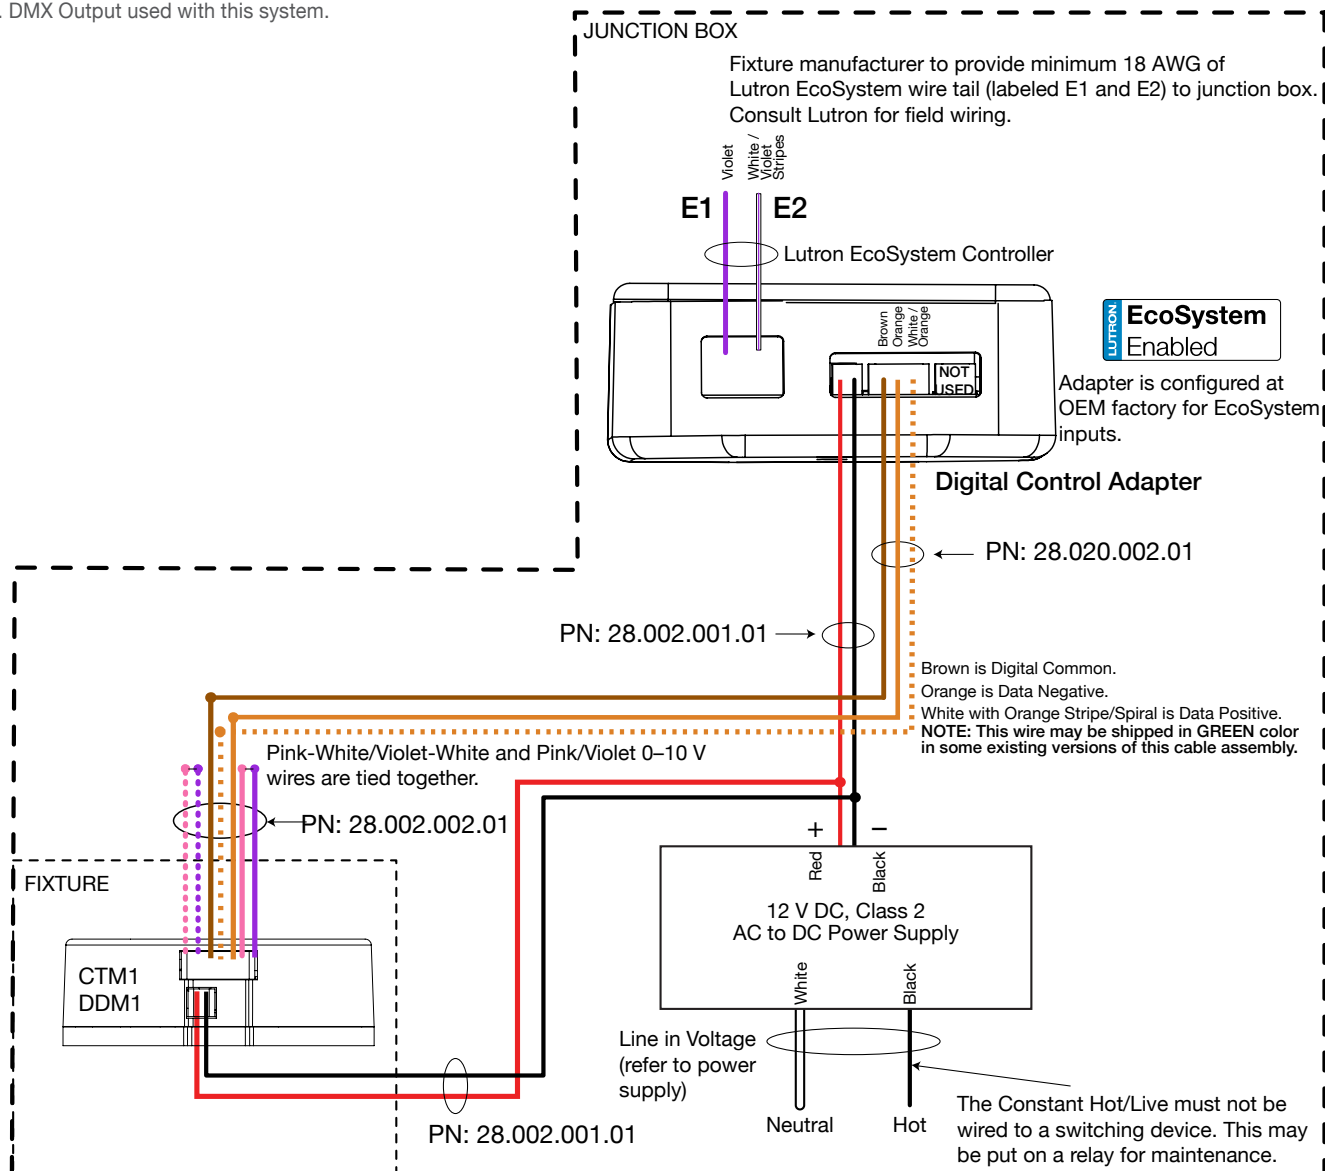 . DMX Output used with this system.
JUNCTION BOX
Fixture manufacturer to provide minimum 18 AWG of
Lutron EcoSystem wire tail (labeled E1 and E2) to junction box.
Consult Lutron for field wiring.
Violet
White /
Violet
Stripes
E1
E2
Lutron EcoSystem Controller
Brown
Orange
White /
Orange
NOT
USED
LUTRON.
EcoSystem
Enabled
Adapter is configured at
OEM factory for EcoSystem
inputs.
Digital Control Adapter
PN: 28.020.002.01
PN: 28.002.001.01
Brown is Digital Common.
Orange is Data Negative.
White with Orange Stripe/Spiral is Data Positive.
NOTE: This wire may be shipped in GREEN color
in some existing versions of this cable assembly.
Pink-White/Violet-White and Pink/Violet 0–10 V
wires are tied together.
PN: 28.002.002.01
FIXTURE
CTM1
DDM1
+
–
Red
Black
12 V DC, Class 2
AC to DC Power Supply
White
Black
Line in Voltage
(refer to power
supply)
Neutral
Hot
PN: 28.002.001.01
The Constant Hot/Live must not be
wired to a switching device. This may
be put on a relay for maintenance.